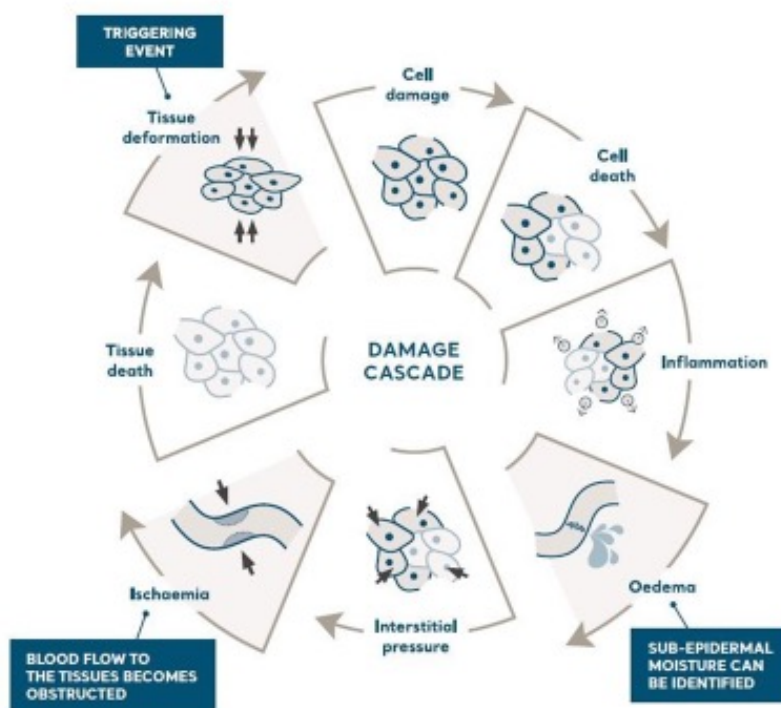 TRIGGERING
EVENT
Tissue
deformation
Cell
damage
Cell
death
Inflammation
Oedema
SUB-EPIDERMAL
MOISTURE CAN
BE IDENTIFIED
Interstitial
pressure
Ischaemia
BLOOD FLOW TO
THE TISSUES BECOMES
OBSTRUCTED
Tissue
death
DAMAGE
CASCADE